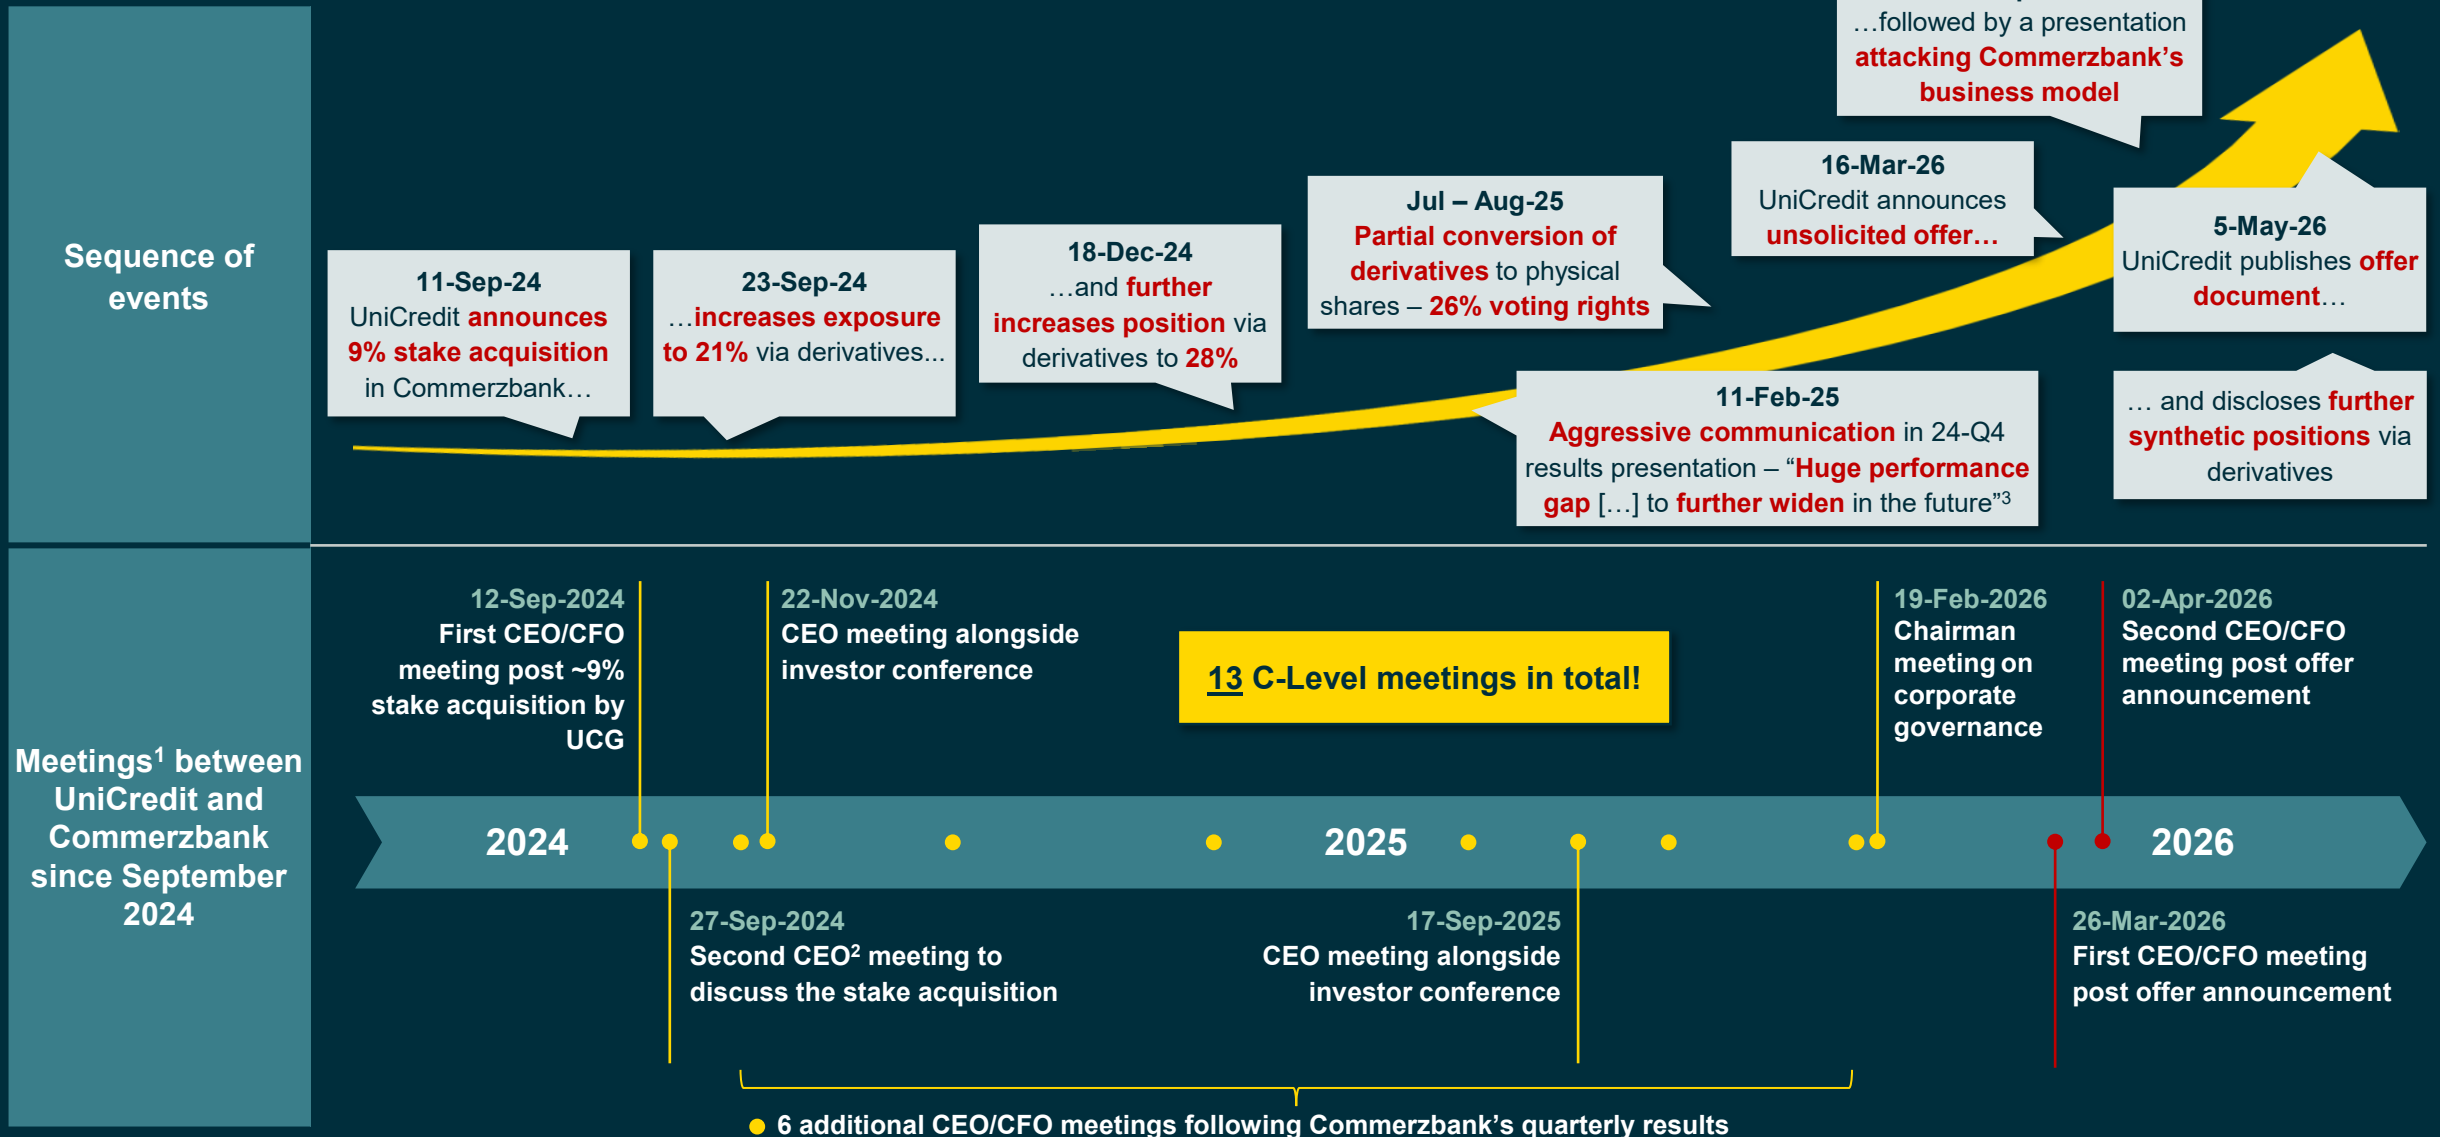 Sequence of
events
11-Sep-24
UniCredit announces
9% stake acquisition
in Commerzbank…
23-Sep-24
…increases exposure
to 21% via derivatives...
18-Dec-24
…and further
increases position via
derivatives to 28%
Jul – Aug-25
Partial conversion of
derivatives to physical
shares – 26% voting rights
11-Feb-25
Aggressive communication in 24-Q4
results presentation – “Huge performance
gap […] to further widen in the future”³
16-Mar-26
UniCredit announces
unsolicited offer…
…followed by a presentation
attacking Commerzbank’s
business model
5-May-26
UniCredit publishes offer
document…
… and discloses further
synthetic positions via
derivatives
Meetings¹ between
UniCredit and
Commerzbank
since September
2024
12-Sep-2024
First CEO/CFO
meeting post ~9%
stake acquisition by
UCG
22-Nov-2024
CEO meeting alongside
investor conference
13 C-Level meetings in total!
19-Feb-2026
Chairman
meeting on
corporate
governance
02-Apr-2026
Second CEO/CFO
meeting post offer
announcement
2024
2025
2026
27-Sep-2024
Second CEO² meeting to
discuss the stake acquisition
17-Sep-2025
CEO meeting alongside
investor conference
26-Mar-2026
First CEO/CFO meeting
post offer announcement
6 additional CEO/CFO meetings following Commerzbank’s quarterly results